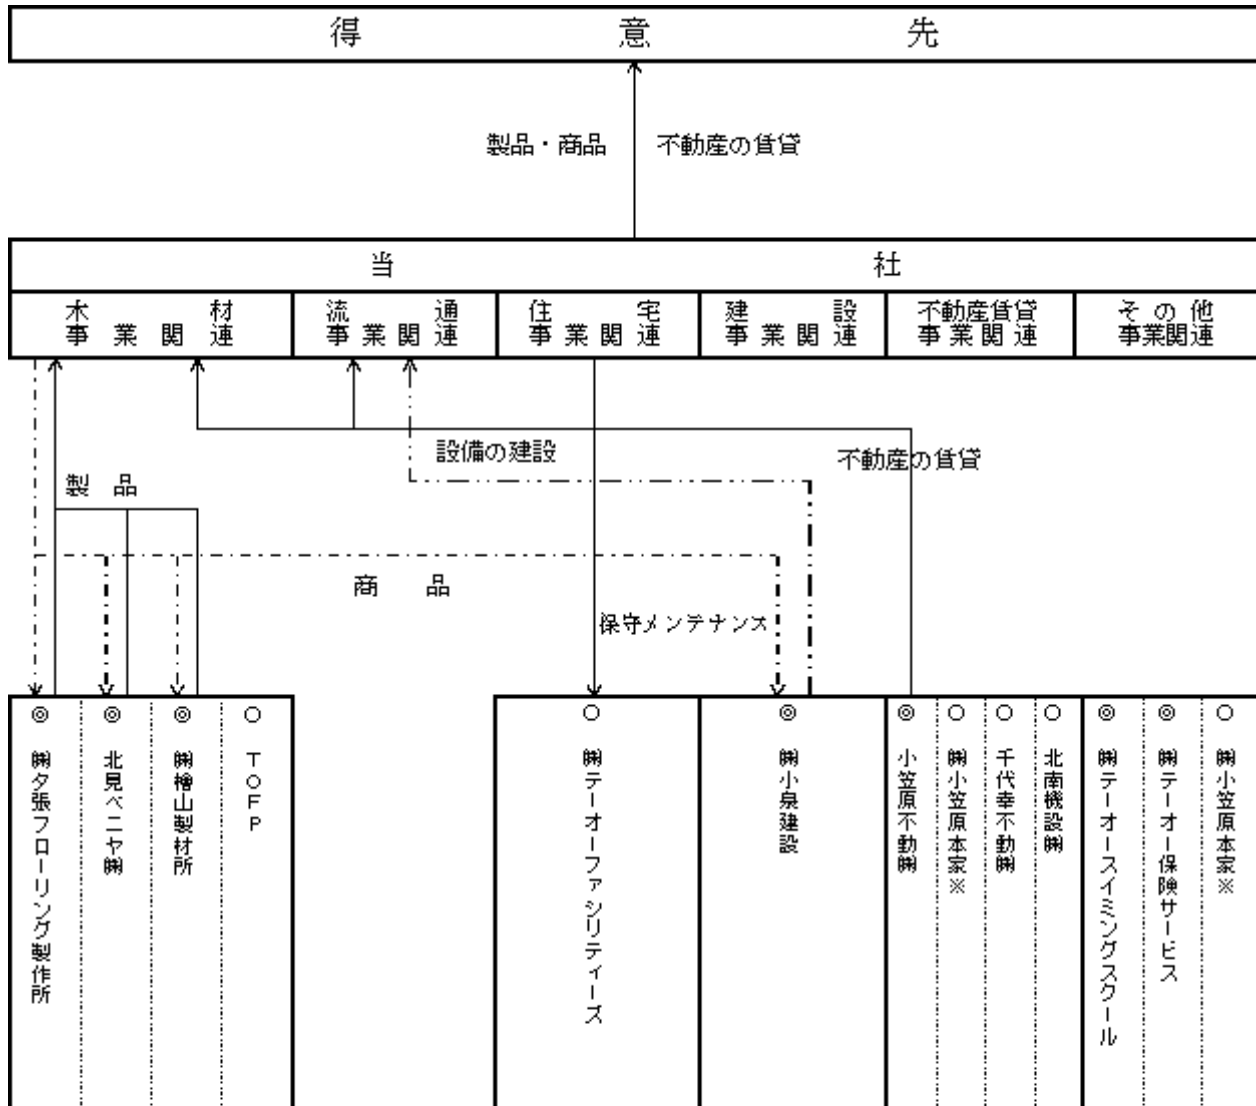 得意先
製品・商品
不動産の賃貸
当社
木材
事業関連
流通
事業関連
住宅
事業関連
建設
事業関連
不動産賃貸
事業関連
その他
事業関連
設備の建設
不動産の賃貸
製品
商品
保守メンテナンス
◎
㈱夕張フローリング製作所
◎
北見ベニヤ㈱
◎
㈱檜山製材所
○
TOFP
○
㈱テーオーファシリティーズ
◎
㈱小泉建設
◎
小笠原不動㈱
○
㈱小笠原本家※
○
千代幸不動㈱
○
北南機設㈱
◎
㈱テーオースイミングスクール
◎
㈱テーオー保険サービス
○
㈱小笠原本家※